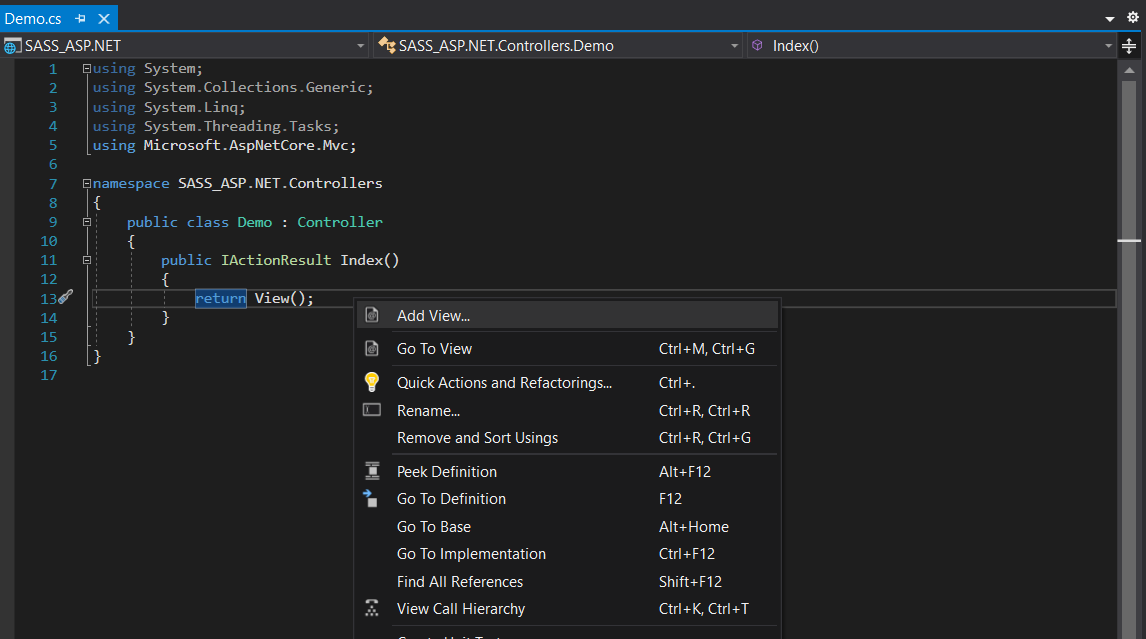 Demo.cs
SASS_ASP.NET
SASS_ASP.NET.Controllers.Demo
Index()
1 using System;
2 using System.Collections.Generic;
3 using System.Linq;
4 using System.Threading.Tasks;
5 using Microsoft.AspNetCore.Mvc;
6
7 namespace SASS_ASP.NET.Controllers
8 {
9 public class Demo : Controller
10 {
11 public IActionResult Index()
12 {
13 return View();
14 }
15 }
16 }
17
Add View...
Go To View Ctrl+M, Ctrl+G
Quick Actions and Refactorings... Ctrl+.
Rename... Ctrl+R, Ctrl+R
Remove and Sort Usings Ctrl+R, Ctrl+G
Peek Definition Alt+F12
Go To Definition F12
Go To Base Alt+Home
Go To Implementation Ctrl+F12
Find All References Shift+F12
View Call Hierarchy Ctrl+K, Ctrl+T